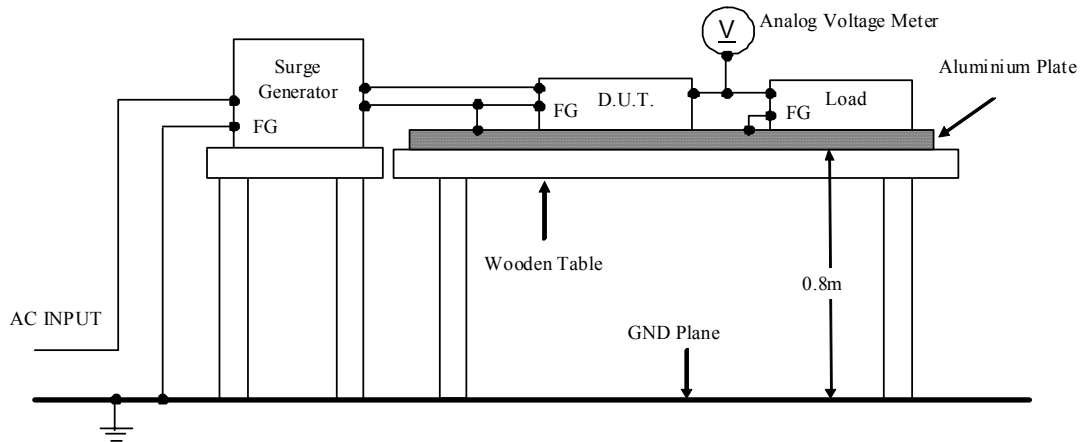 Analog Voltage Meter
V
Surge
Generator
Aluminium Plate
D.U.T.
Load
FG
FG
FG
Wooden Table
0.8m
AC INPUT
GND Plane